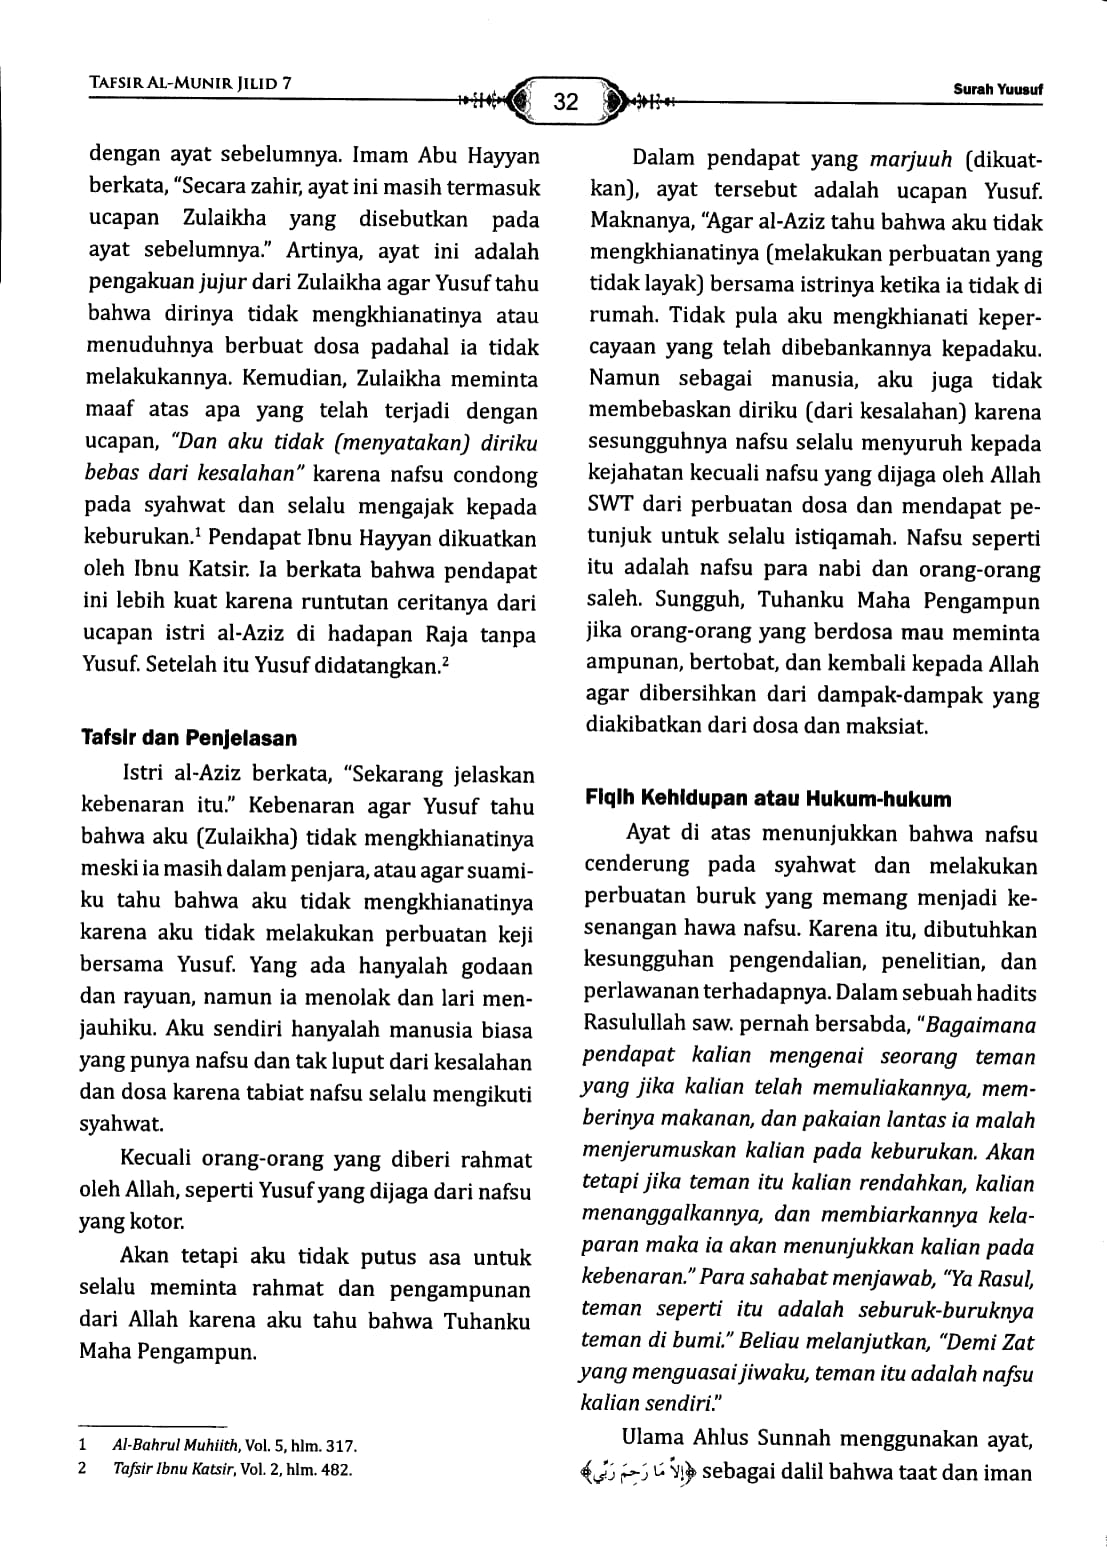 TAFSIR AL-MUNIR JILID 7
32
Surah Yuusuf
dengan ayat sebelumnya. Imam Abu Hayyan
berkata, “Secara zahir, ayat ini masih termasuk
ucapan Zulaikha yang disebutkan pada
ayat sebelumnya.” Artinya, ayat ini adalah
pengakuan jujur dari Zulaikha agar Yusuf tahu
bahwa dirinya tidak mengkhianatinya atau
menuduhnya berbuat dosa padahal ia tidak
melakukannya. Kemudian, Zulaikha meminta
maaf atas apa yang telah terjadi dengan
ucapan, “Dan aku tidak (menyatakan) diriku
bebas dari kesalahan” karena nafsu condong
pada syahwat dan selalu mengajak kepada
keburukan.¹ Pendapat Ibnu Hayyan dikuatkan
oleh Ibnu Katsir. Ia berkata bahwa pendapat
ini lebih kuat karena runtutan ceritanya dari
ucapan istri al-Aziz di hadapan Raja tanpa
Yusuf. Setelah itu Yusuf didatangkan.²
Tafsir dan Penjelasan
Istri al-Aziz berkata, “Sekarang jelaskan
kebenaran itu.” Kebenaran agar Yusuf tahu
bahwa aku (Zulaikha) tidak mengkhianatinya
meski ia masih dalam penjara, atau agar suami-
ku tahu bahwa aku tidak mengkhianatinya
karena aku tidak melakukan perbuatan keji
bersama Yusuf. Yang ada hanyalah godaan
dan rayuan, namun ia menolak dan lari men-
jauhiku. Aku sendiri hanyalah manusia biasa
yang punya nafsu dan tak luput dari kesalahan
dan dosa karena tabiat nafsu selalu mengikuti
syahwat.
Kecuali orang-orang yang diberi rahmat
oleh Allah, seperti Yusuf yang dijaga dari nafsu
yang kotor.
Akan tetapi aku tidak putus asa untuk
selalu meminta rahmat dan pengampunan
dari Allah karena aku tahu bahwa Tuhanku
Maha Pengampun.
1 Al-Bahrul Muhiith, Vol. 5, hlm. 317.
2 Tafsir Ibnu Katsir, Vol. 2, hlm. 482.
Dalam pendapat yang marjuuh (dikuat-
kan), ayat tersebut adalah ucapan Yusuf.
Maknanya, “Agar al-Aziz tahu bahwa aku tidak
mengkhianatinya (melakukan perbuatan yang
tidak layak) bersama istrinya ketika ia tidak di
rumah. Tidak pula aku mengkhianati keper-
cayaan yang telah dibebankannya kepadaku.
Namun sebagai manusia, aku juga tidak
membebaskan diriku (dari kesalahan) karena
sesungguhnya nafsu selalu menyuruh kepada
kejahatan kecuali nafsu yang dijaga oleh Allah
SWT dari perbuatan dosa dan mendapat pe-
tunjuk untuk selalu istiqamah. Nafsu seperti
itu adalah nafsu para nabi dan orang-orang
saleh. Sungguh, Tuhanku Maha Pengampun
jika orang-orang yang berdosa mau meminta
ampunan, bertobat, dan kembali kepada Allah
agar dibersihkan dari dampak-dampak yang
diakibatkan dari dosa dan maksiat.
Fiqih Kehidupan atau Hukum-hukum
Ayat di atas menunjukkan bahwa nafsu
cenderung pada syahwat dan melakukan
perbuatan buruk yang memang menjadi ke-
senangan hawa nafsu. Karena itu, dibutuhkan
kesungguhan pengendalian, penelitian, dan
perlawanan terhadapnya. Dalam sebuah hadits
Rasulullah saw. pernah bersabda, “Bagaimana
pendapat kalian mengenai seorang teman
yang jika kalian telah memuliakannya, mem-
berinya makanan, dan pakaian lantas ia malah
menjerumuskan kalian pada keburukan. Akan
tetapi jika teman itu kalian rendahkan, kalian
menanggalkannya, dan membiarkannya kela-
paran maka ia akan menunjukkan kalian pada
kebenaran.” Para sahabat menjawab, “Ya Rasul,
teman seperti itu adalah seburuk-buruknya
teman di bumi.” Beliau melanjutkan, “Demi Zat
yang menguasai jiwaku, teman itu adalah nafsu
kalian sendiri.”
Ulama Ahlus Sunnah menggunakan ayat,
﴿إِلاَّ مَا رَحِمَ رَبِّي﴾ sebagai dalil bahwa taat dan iman